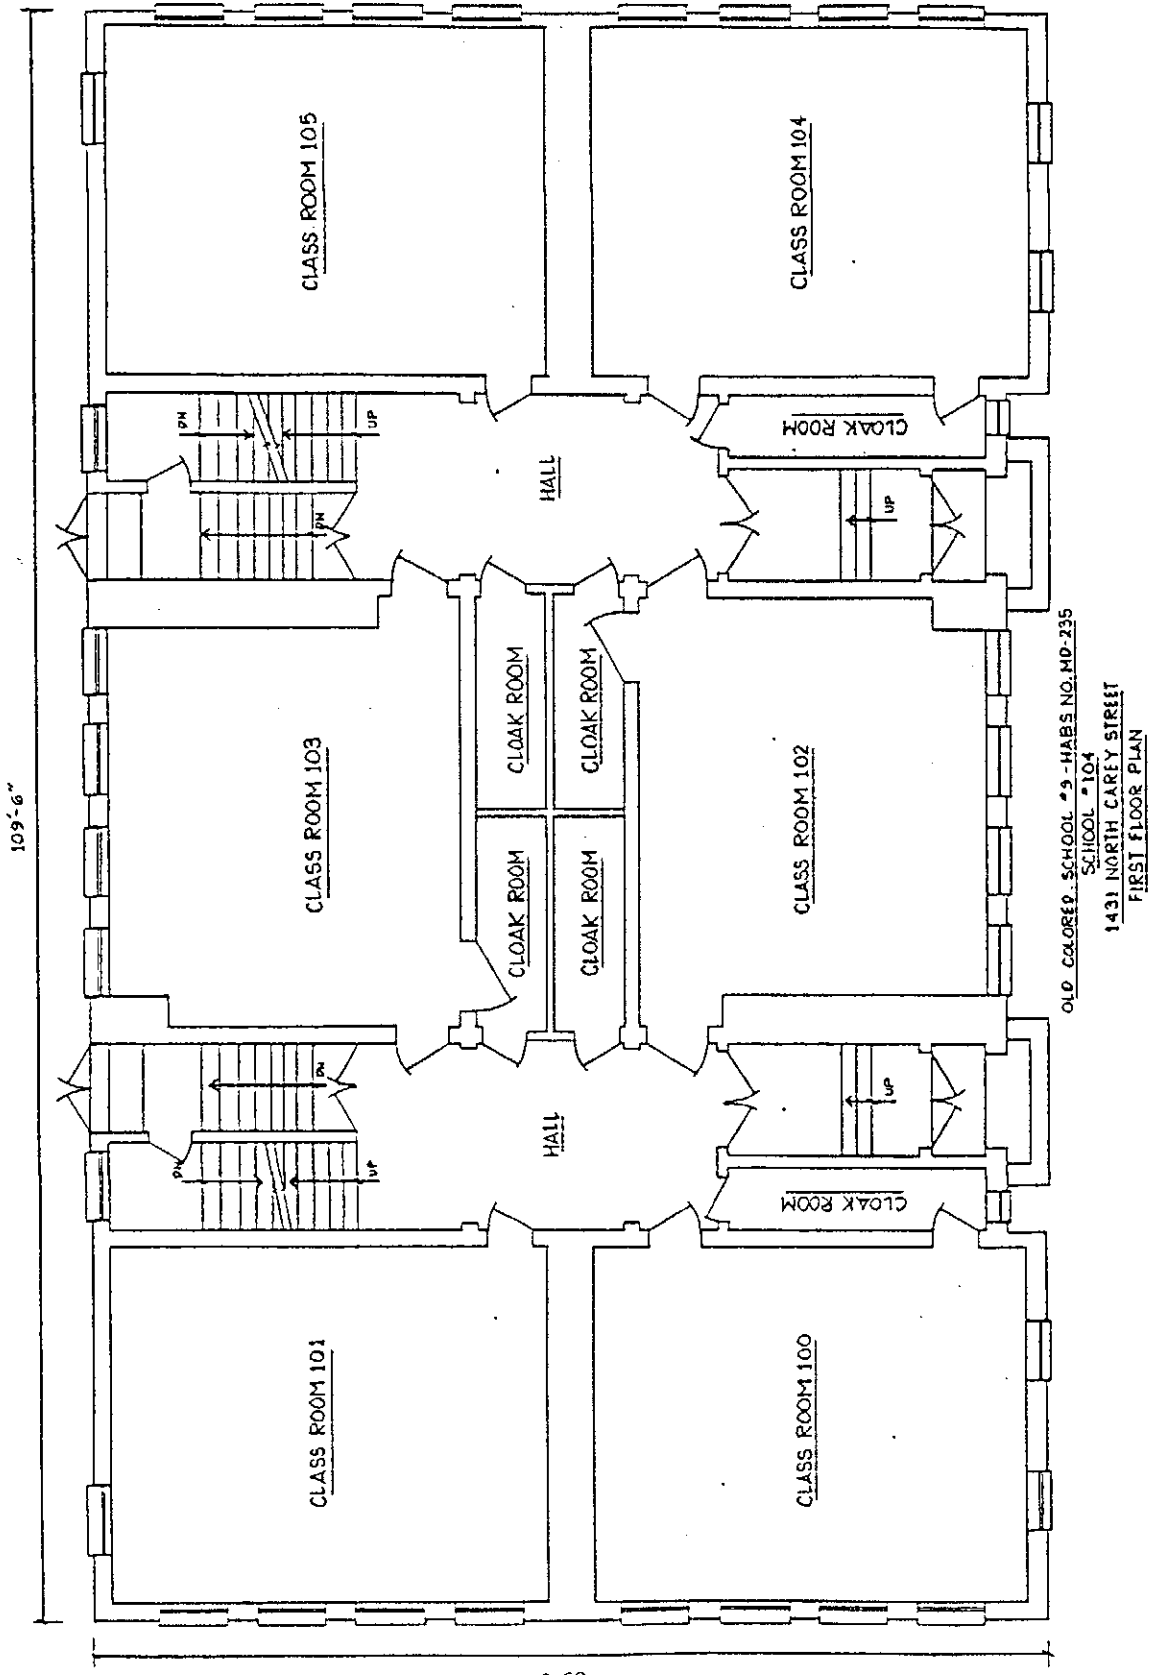 109'-6"
CLASS ROOM 105
CLASS ROOM 104
DN
UP
HALL
CLOAK ROOM
DN
UP
CLASS ROOM 103
CLOAK ROOM
CLOAK ROOM
CLASS ROOM 102
CLOAK ROOM
CLOAK ROOM
DN
UP
DN
UP
HALL
CLOAK ROOM
CLASS ROOM 101
CLASS ROOM 100
OLD COLORED SCHOOL #9-HABS NO. MD-235
SCHOOL #104
1431 NORTH CAREY STREET
FIRST FLOOR PLAN